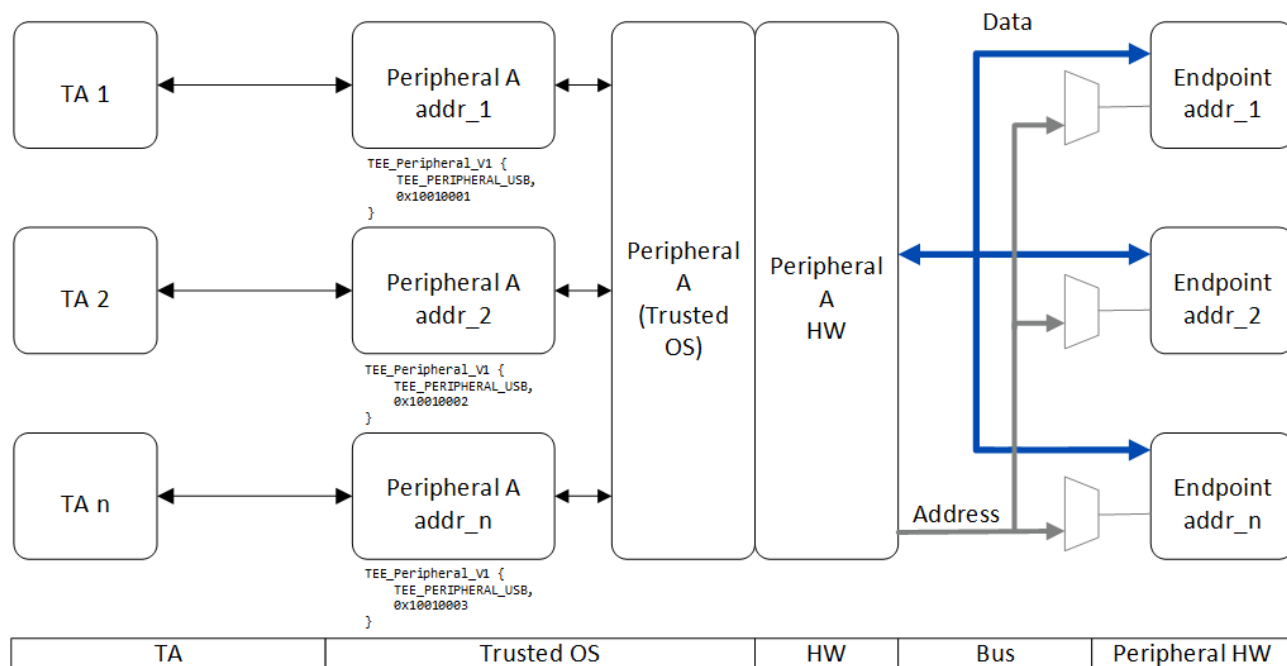 Data
TA 1
Peripheral A
addr_1
Endpoint
addr_1
TEE_Peripheral_V1 {
TEE_PERIPHERAL_USB,
0x10010001
}
TA 2
Peripheral A
addr_2
Peripheral
A
(Trusted
OS)
Peripheral
A
HW
Endpoint
addr_2
TEE_Peripheral_V1 {
TEE_PERIPHERAL_USB,
0x10010002
}
TA n
Peripheral A
addr_n
Address
Endpoint
addr_n
TEE_Peripheral_V1 {
TEE_PERIPHERAL_USB,
0x10010003
}
TA
Trusted OS
HW
Bus
Peripheral HW